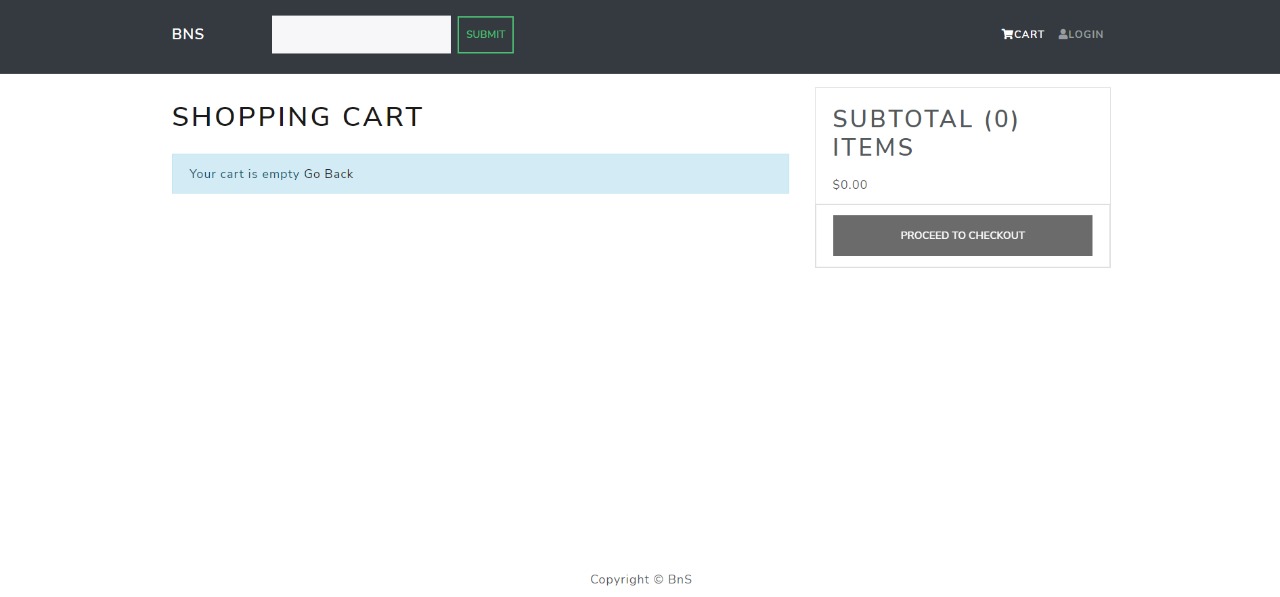 BNS
SUBMIT
CART
LOGIN
SHOPPING CART
Your cart is empty Go Back
SUBTOTAL (0)
ITEMS
$0.00
PROCEED TO CHECKOUT
Copyright © BnS